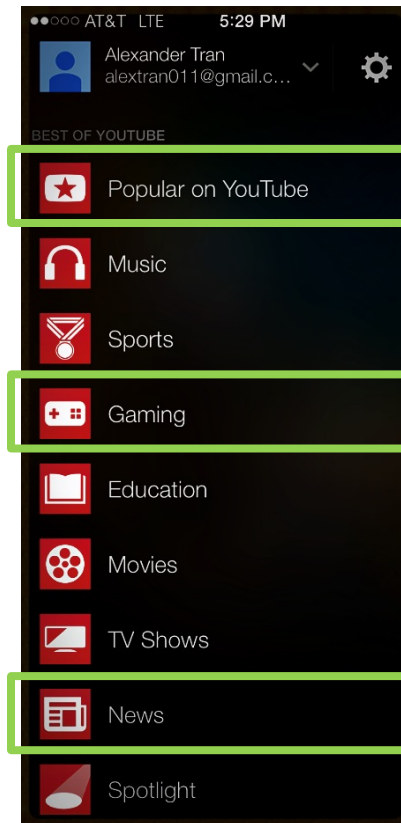 AT&T LTE 5:29 PM
Alexander Tran
alextran011@gmail.c...
BEST OF YOUTUBE
Popular on YouTube
Music
Sports
Gaming
Education
Movies
TV Shows
News
Spotlight